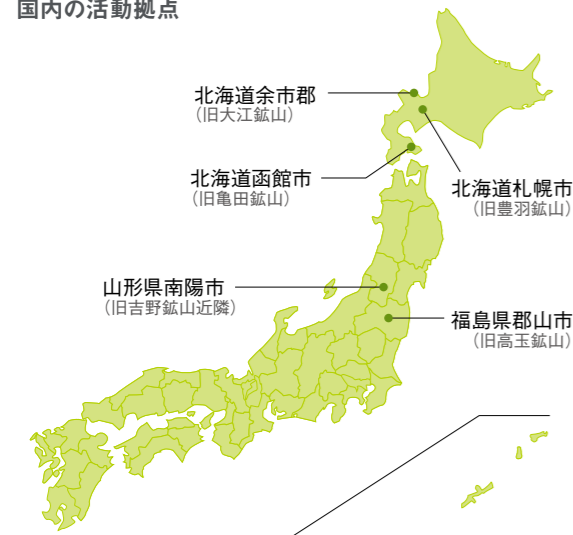 国内の活動拠点
北海道余市郡
（旧大江鉱山）
北海道函館市
（旧亀田鉱山）
北海道札幌市
（旧豊羽鉱山）
山形県南陽市
（旧吉野鉱山近隣）
福島県郡山市
（旧高玉鉱山）